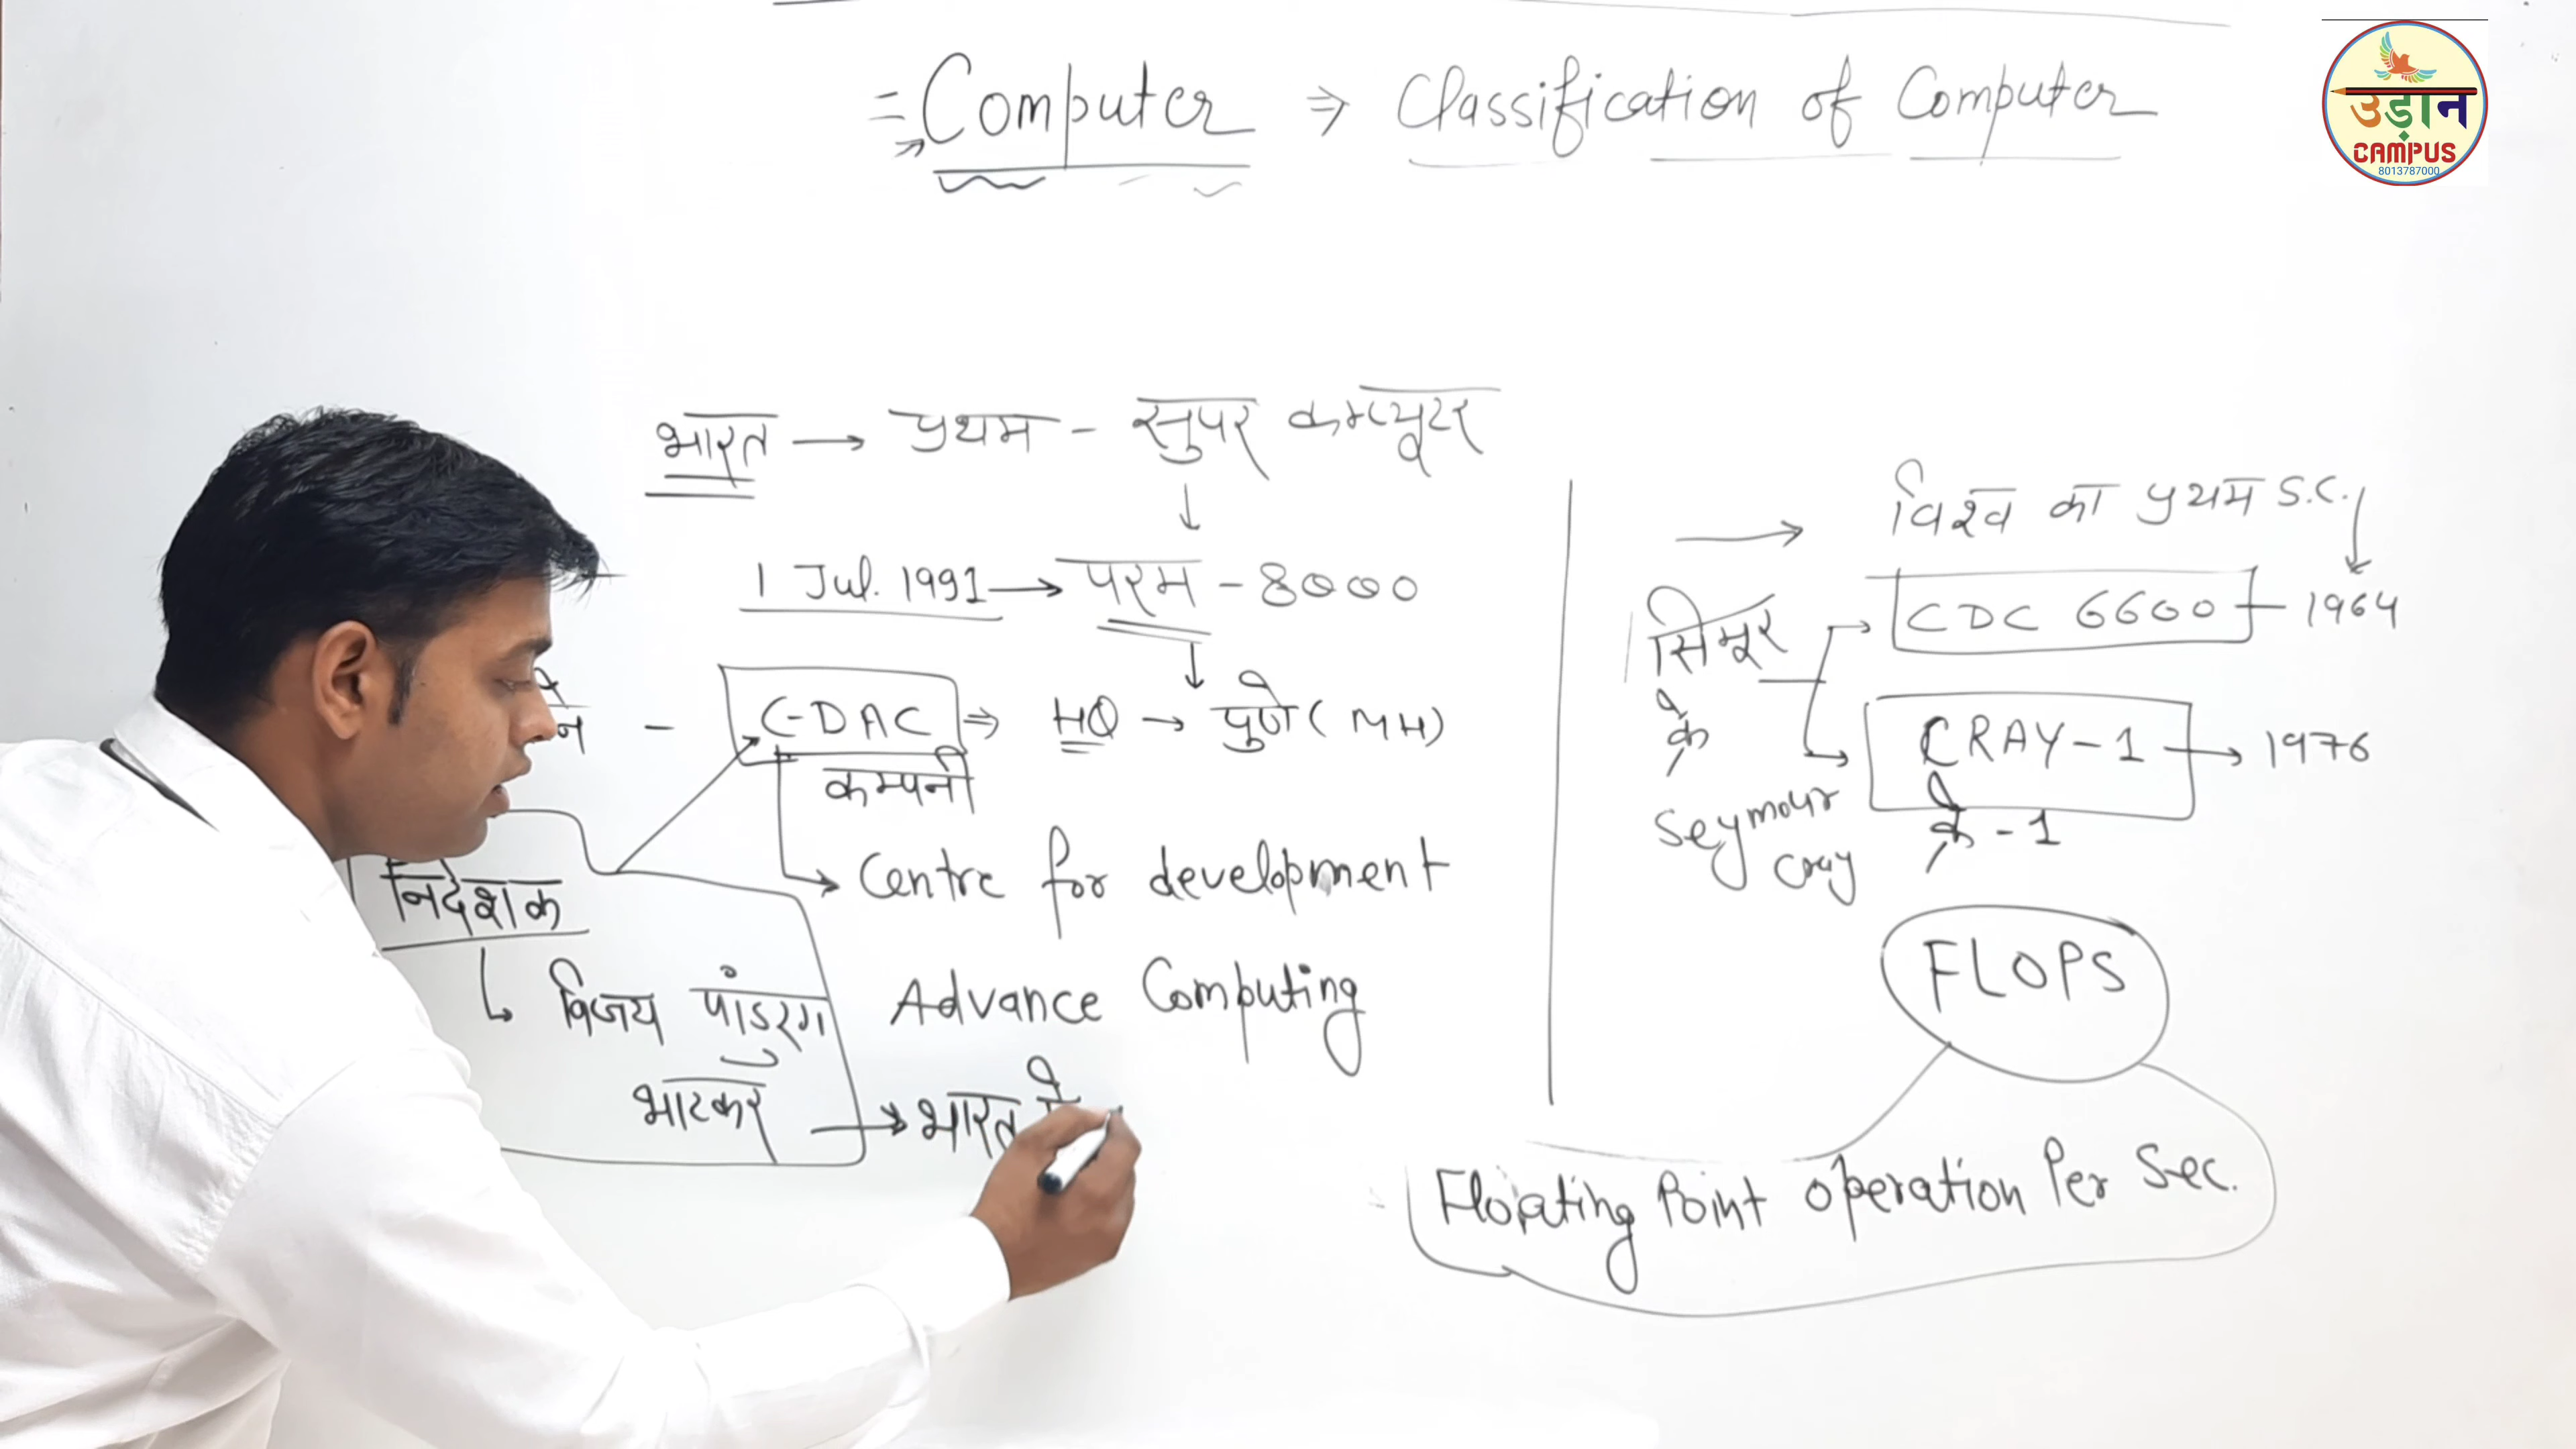 = Computer ⇒ Classification of Computer
उड़ान
CAMPUS
8013787000
भारत → प्रथम - सुपर कम्प्यूटर
↓
1 Jul. 1991 → परम - 8000
↓
- C-DAC ⇒ HQ → पुणे ( MH )
कम्पनी
→ Centre for development
Advance Computing
निदेशक
विजय पांडुरंग
भाटकर → भारत
→ विश्व का प्रथम S.C.
सिमूर
क्रे
Seymour
Cray
CDC 6600 - 1964
CRAY-1 → 1976
क्रे - 1
FLOPS
Floating Point operation Per Sec.